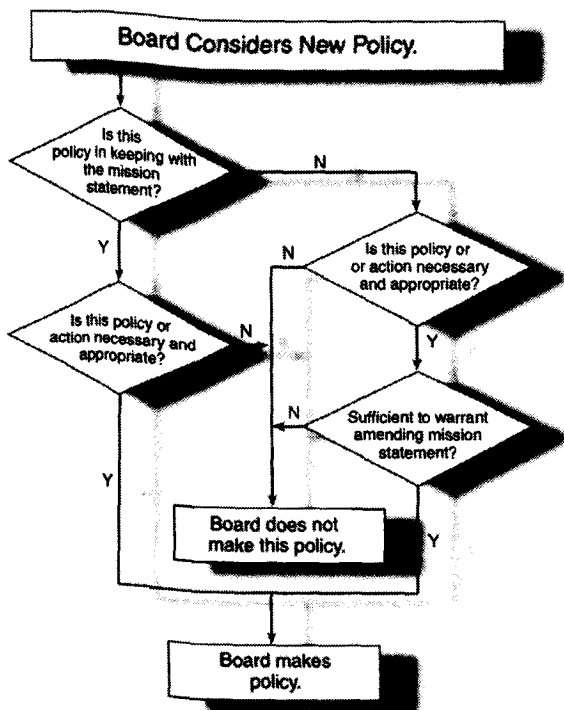 Board Considers New Policy.
Is this
policy in keeping with
the mission
statement?
N
Y
Is this policy or
or action necessary
and appropriate?
N
Y
Is this policy or
action necessary and
appropriate?
N
Y
Sufficient to warrant
amending mission
statement?
N
Y
Board does not
make this policy.
Board makes
policy.